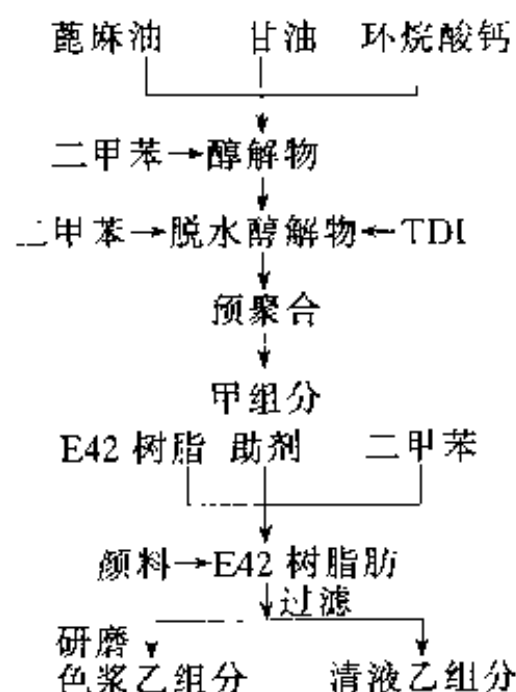 蓖麻油 甘油 环烷酸钙
二甲苯→醇解物
二甲苯→脱水醇解物←TDI
预聚合
甲组分
E42 树脂 助剂 二甲苯
颜料→E42 树脂肪
过滤
研磨
色浆乙组分 清液乙组分